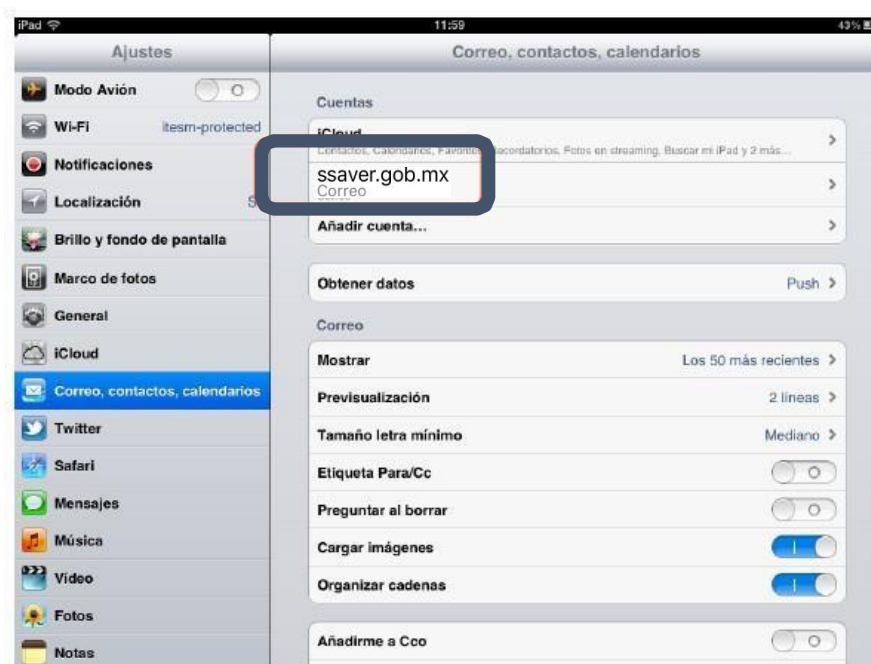 iPad 11:59 43%
Ajustes
Correo, contactos, calendarios
Modo Avión
Wi-Fi itesm-protected
Notificaciones
Localización
Brillo y fondo de pantalla
Marco de fotos
General
iCloud
Correo, contactos, calendarios
Twitter
Safari
Mensajes
Música
Vídeo
Fotos
Notas
Cuentas
iCloud
Contactos, Calendarios, Favoritos, Recordatorios, Fotos en streaming, Buscar mi iPad y 2 más...
ssaver.gob.mx
Correo
Añadir cuenta...
Obtener datos Push
Correo
Mostrar Los 50 más recientes
Previsualización 2 líneas
Tamaño letra mínimo Mediano
Etiqueta Para/Cc
Preguntar al borrar
Cargar imágenes
Organizar cadenas
Añadirme a Cco